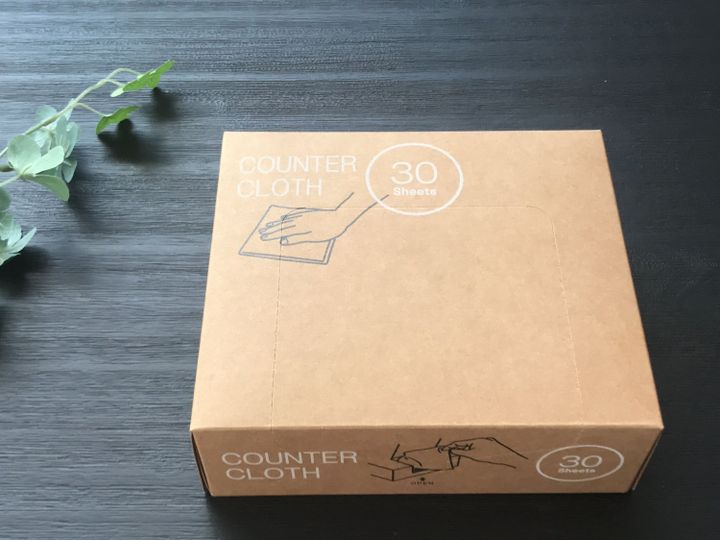 COUNTER
CLOTH
30
Sheets
COUNTER
CLOTH
OPEN
30
Sheets